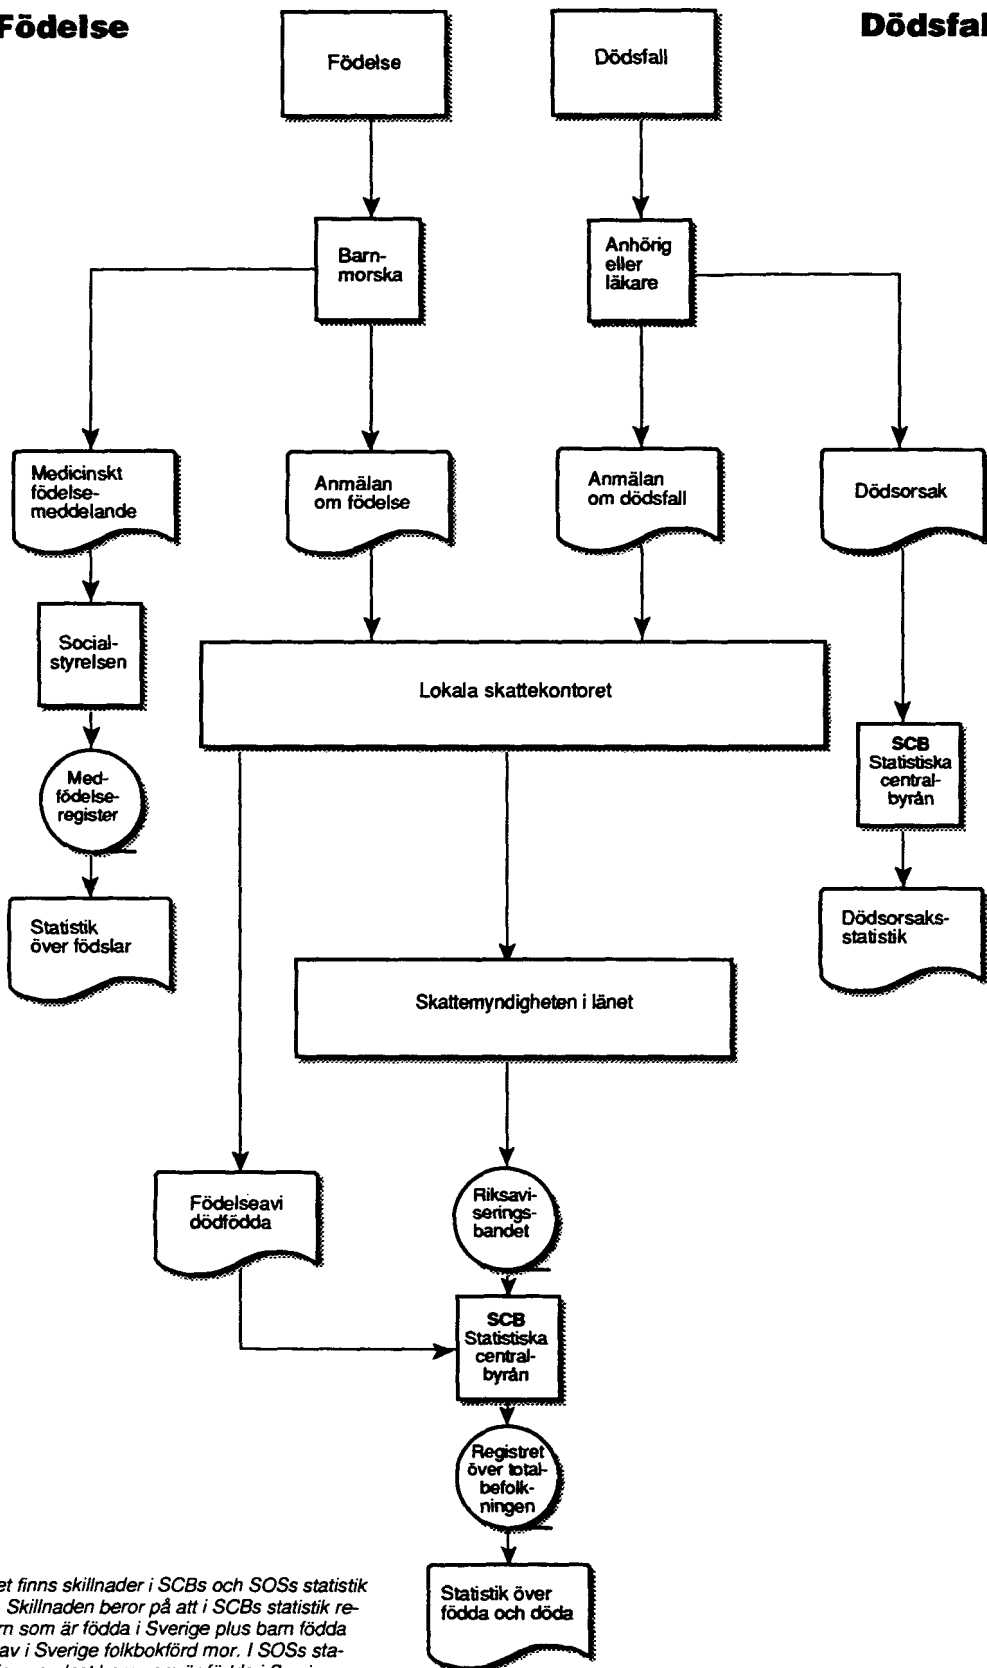 Födelse
Dödsfal
Födelse
Dödsfall
Barn-
morska
Anhörig
eller
läkare
Medicinskt
födelse-
meddelande
Anmälan
om födelse
Anmälan
om dödsfall
Dödsorsak
Social-
styrelsen
Lokala skattekontoret
SCB
Statistiska
central-
byrån
Med-
födelse-
register
Statistik
över födslar
Dödsorsaks-
statistik
Skattemyndigheten i länet
Födelseavi
dödfödda
Riksavi-
serings-
bandet
SCB
Statistiska
central-
byrån
Registret
över total-
befolk-
ningen
Statistik över
födda och döda
et finns skillnader i SCBs och SOSs statistik
. Skillnaden beror på att i SCBs statistik re-
rn som är födda i Sverige plus barn födda
av i Sverige folkbokförd mor. I SOSs sta-